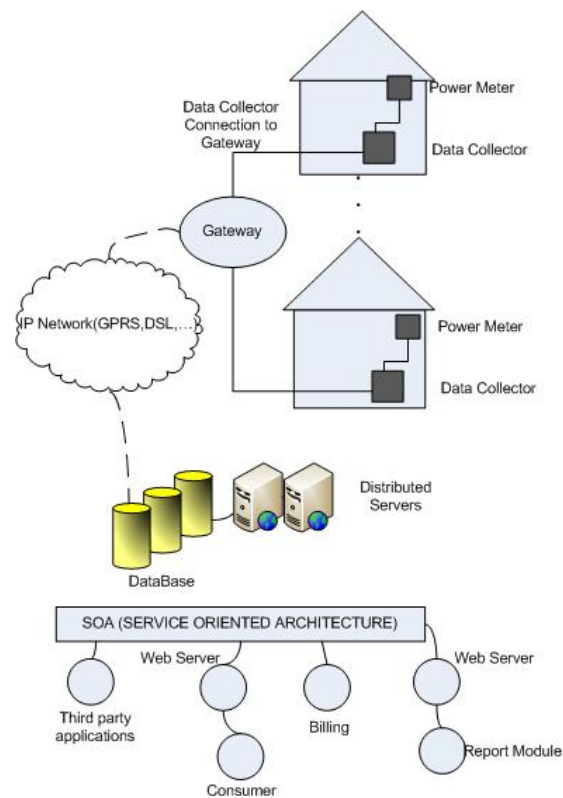 Power Meter
Data Collector
Connection to
Gateway
Data Collector
Gateway
IP Network(GPRS,DSL,...)
Power Meter
Data Collector
Distributed
Servers
DataBase
SOA (SERVICE ORIENTED ARCHITECTURE)
Web Server
Web Server
Third party
applications
Billing
Report Module
Consumer